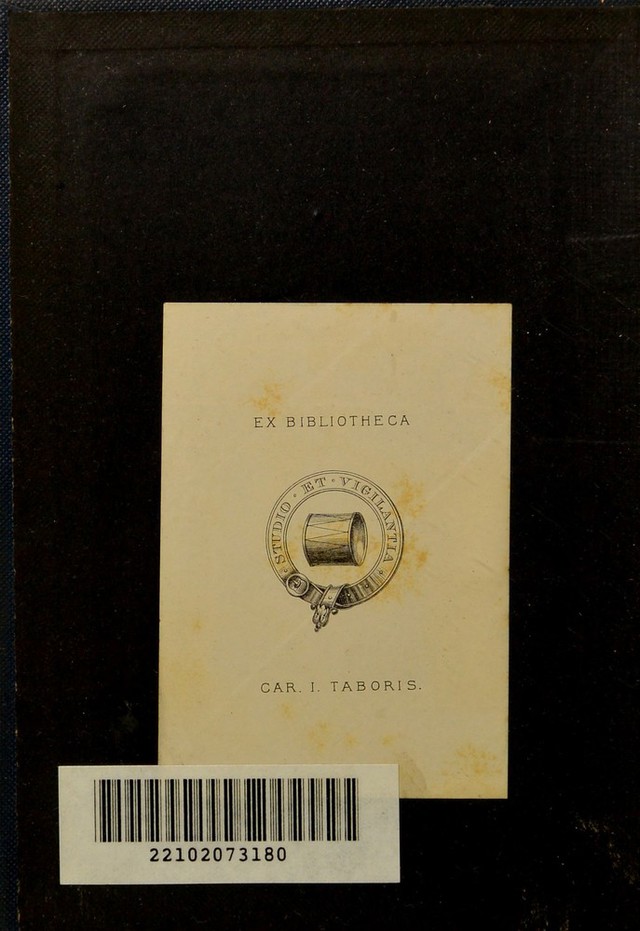 EX BIBLIOTHECA
STUDIO · ET · VIGILANTIA ·
CAR. I. TABORIS.
22102073180